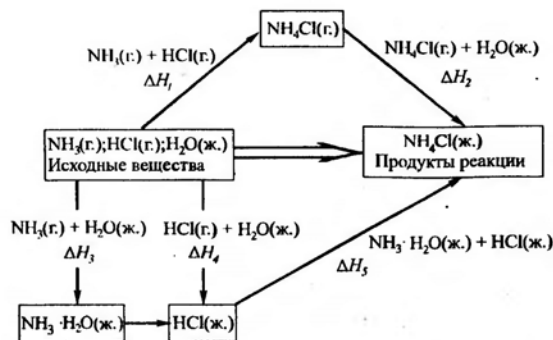 NH₄Cl(г.)
NH₃(г.) + HCl(г.)
ΔH₁
NH₄Cl(г.) + H₂O(ж.)
ΔH₂
NH₃(г.);HCl(г.);H₂O(ж.)
Исходные вещества
NH₄Cl(ж.)
Продукты реакции
NH₃(г.) + H₂O(ж.)
ΔH₃
HCl(г.) + H₂O(ж.)
ΔH₄
NH₃· H₂O(ж.) + HCl(ж.)
ΔH₅
NH₃ ·H₂O(ж.)
HCl(ж.)